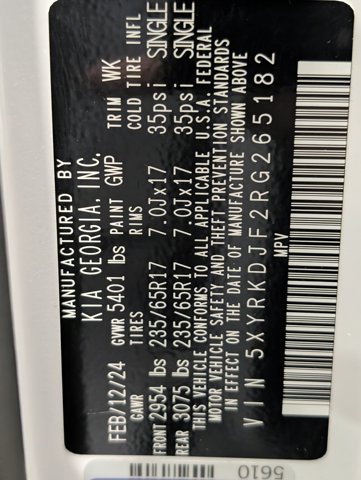 MANUFACTURED BY
KIA GEORGIA, INC.
FEB/12/24 GVWR 5401 lbs PAINT GWP TRIM WK
GAWR TIRES RIMS COLD TIRE INFL
FRONT 2954 lbs 235/65R17 7.0Jx17 35psi SINGLE
REAR 3075 lbs 235/65R17 7.0Jx17 35psi SINGLE
THIS VEHICLE CONFORMS TO ALL APPLICABLE U.S.A. FEDERAL
MOTOR VEHICLE SAFETY AND THEFT PREVENTION STANDARDS
IN EFFECT ON THE DATE OF MANUFACTURE SHOWN ABOVE
VIN 5XYRKDJF2RG265182
MPV
5610